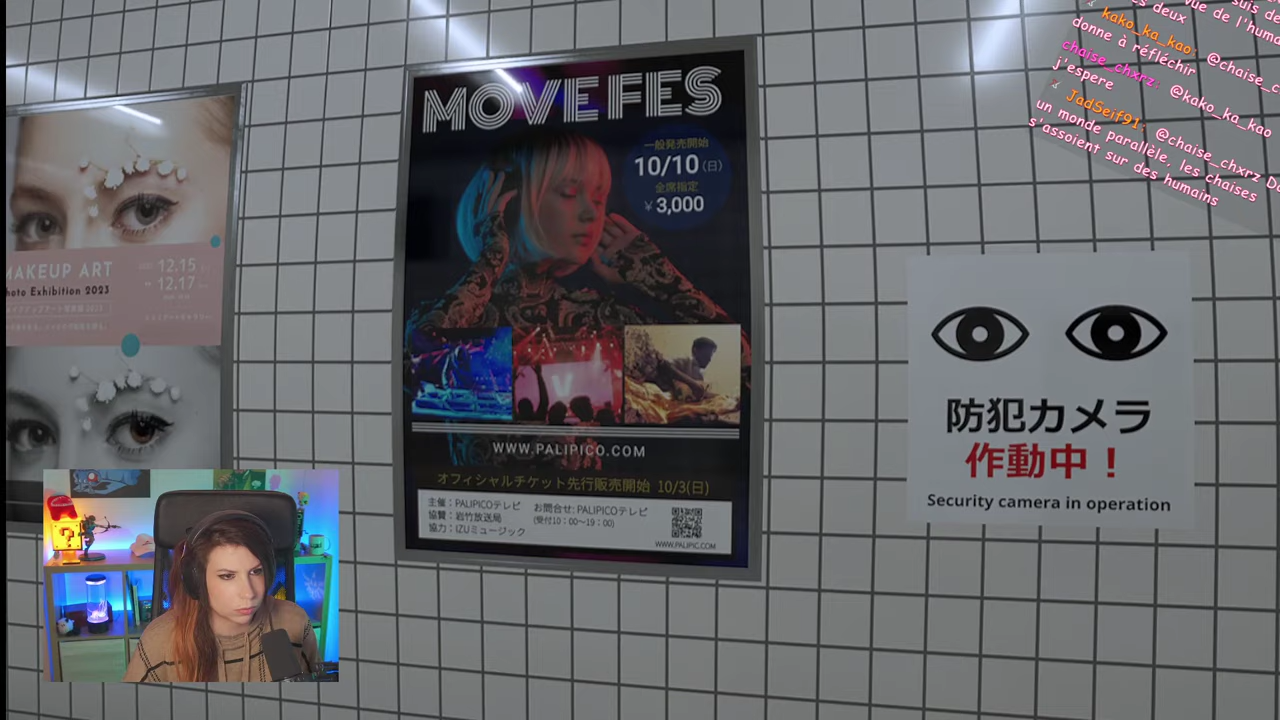 MAKEUP ART
Photo Exhibition 2023
12.15
12.17
MOVE FES
一般発売開始
10/10(日)
全席指定
¥3,000
WWW.PALIPICO.COM
オフィシャルチケット先行販売開始 10/3(日)
主催:PALIPICOテレビ
協賛:岩竹放送局
協力:IZUミュージック
お問合せ:PALIPICOテレビ
(受付10:00〜19:00)
WWW.PALIPIC.COM
防犯カメラ
作動中!
Security camera in operation
kako_ka_kao: @chaise_c
donne à réfléchir
chaise_chxrz: @kako_ka_kao
j'espere
JadSeif91: @chaise_chxrz
un monde parallèle, les chaises
s'assoient sur des humains